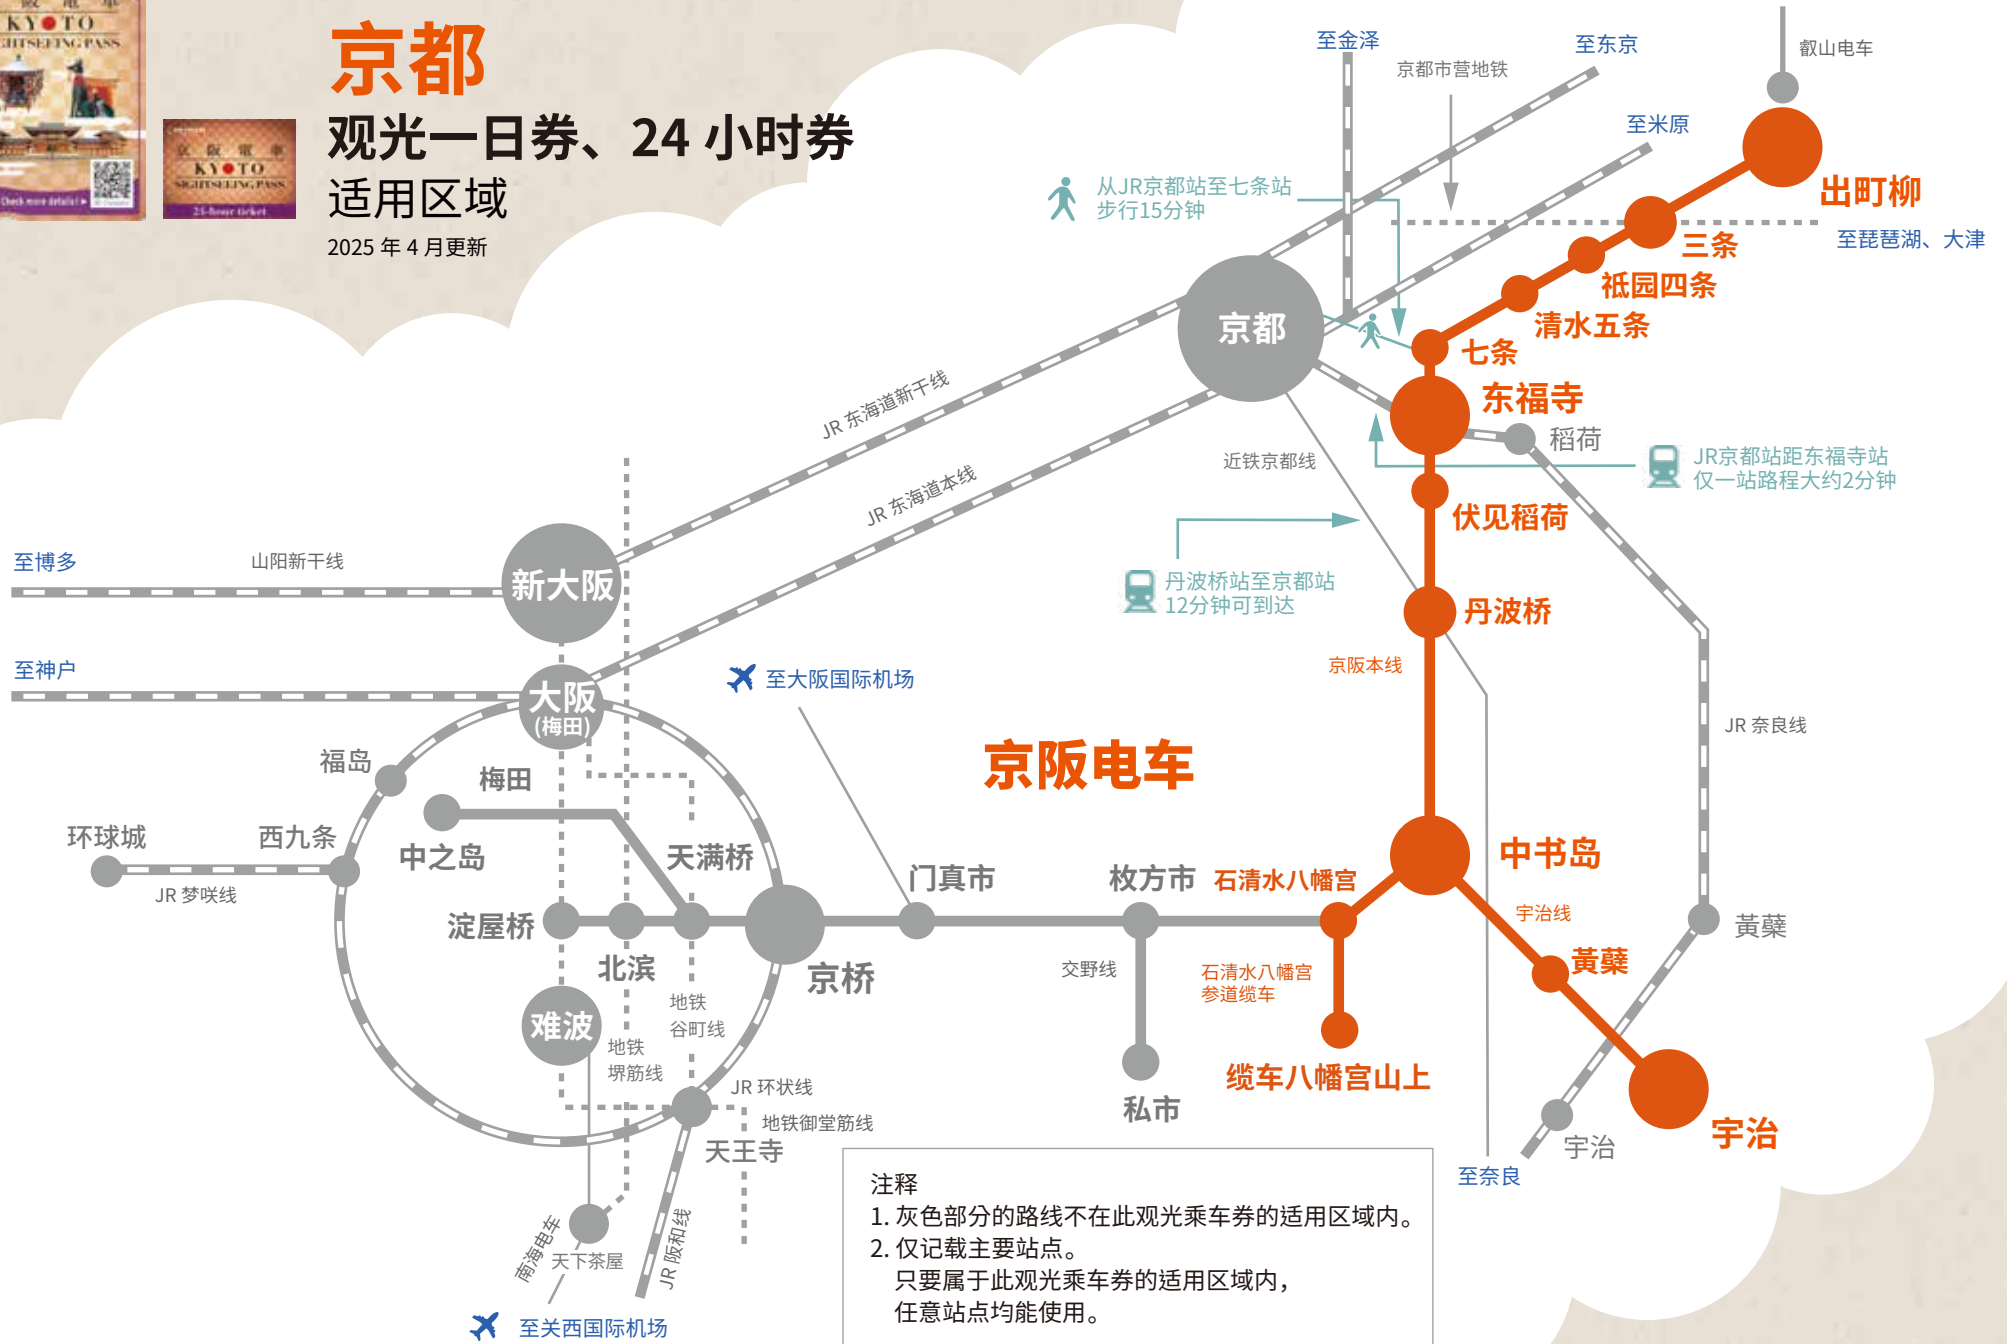 京都
观光一日券、24 小时券
适用区域
2025 年 4 月更新
KYOTO
SIGHTSEEING PASS
Check more details!
京 阪 電 車
KYOTO
SIGHTSEEING PASS
至金泽
京都市营地铁
至东京
叡山电车
至米原
出町柳
从JR京都站至七条站
步行15分钟
三条
至琵琶湖、大津
祇园四条
清水五条
京都
七条
东福寺
稻荷
JR 东海道新干线
JR京都站距东福寺站
仅一站路程大约2分钟
近铁京都线
JR 东海道本线
伏见稻荷
至博多
山阳新干线
新大阪
丹波桥站至京都站
12分钟可到达
丹波桥
京阪本线
至神户
大阪
(梅田)
至大阪国际机场
JR 奈良线
京阪电车
福岛
梅田
环球城
西九条
中之岛
天满桥
门真市
枚方市
石清水八幡宫
中书岛
JR 梦咲线
淀屋桥
宇治线
黃蘗
北滨
京桥
交野线
石清水八幡宫
参道缆车
黃蘗
地铁
谷町线
难波
地铁
堺筋线
缆车八幡宫山上
JR 环状线
私市
地铁御堂筋线
宇治
天王寺
宇治
至奈良
南海电车
天下茶屋
JR 阪和线
至关西国际机场
注释
1. 灰色部分的路线不在此观光乘车券的适用区域内。
2. 仅记载主要站点。
只要属于此观光乘车券的适用区域内，
任意站点均能使用。